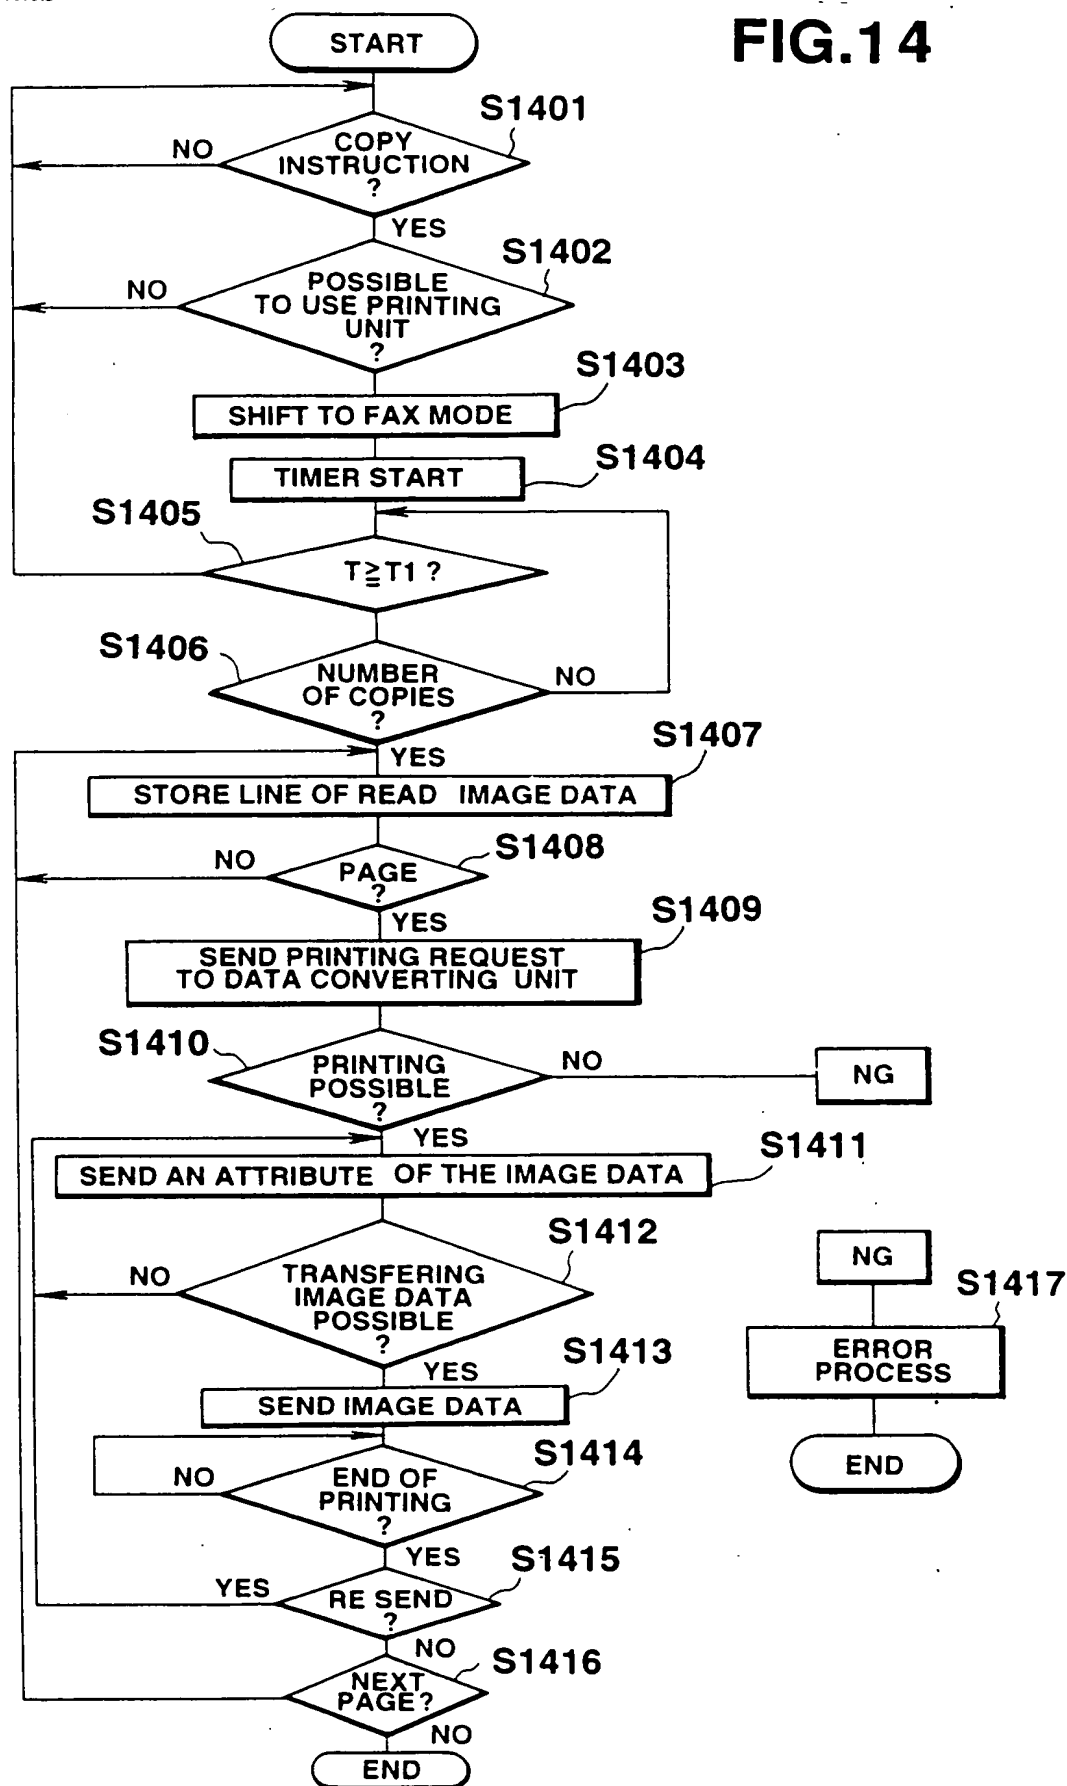 FIG.14
START
S1401
COPY
INSTRUCTION
?
NO
YES
S1402
POSSIBLE
TO USE PRINTING
UNIT
?
NO
S1403
SHIFT TO FAX MODE
S1404
TIMER START
S1405
T≧T1 ?
S1406
NUMBER
OF COPIES
?
NO
YES
S1407
STORE LINE OF READ IMAGE DATA
S1408
PAGE
?
NO
YES
S1409
SEND PRINTING REQUEST
TO DATA CONVERTING UNIT
S1410
PRINTING
POSSIBLE
?
NO
NG
YES
S1411
SEND AN ATTRIBUTE OF THE IMAGE DATA
S1412
TRANSFERING
IMAGE DATA
POSSIBLE
?
NO
YES
S1413
SEND IMAGE DATA
S1414
END OF
PRINTING
?
NO
YES
S1415
RE SEND
?
YES
NO
S1416
NEXT
PAGE?
NO
END
NG
S1417
ERROR
PROCESS
END